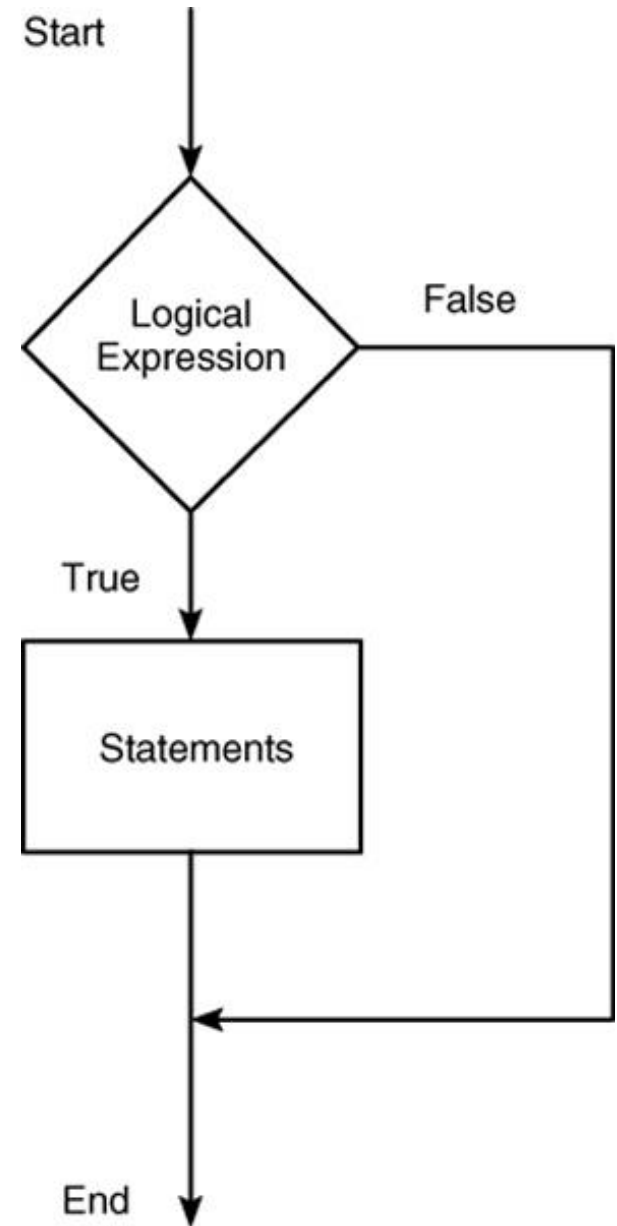 Start
Logical
Expression
False
True
Statements
End